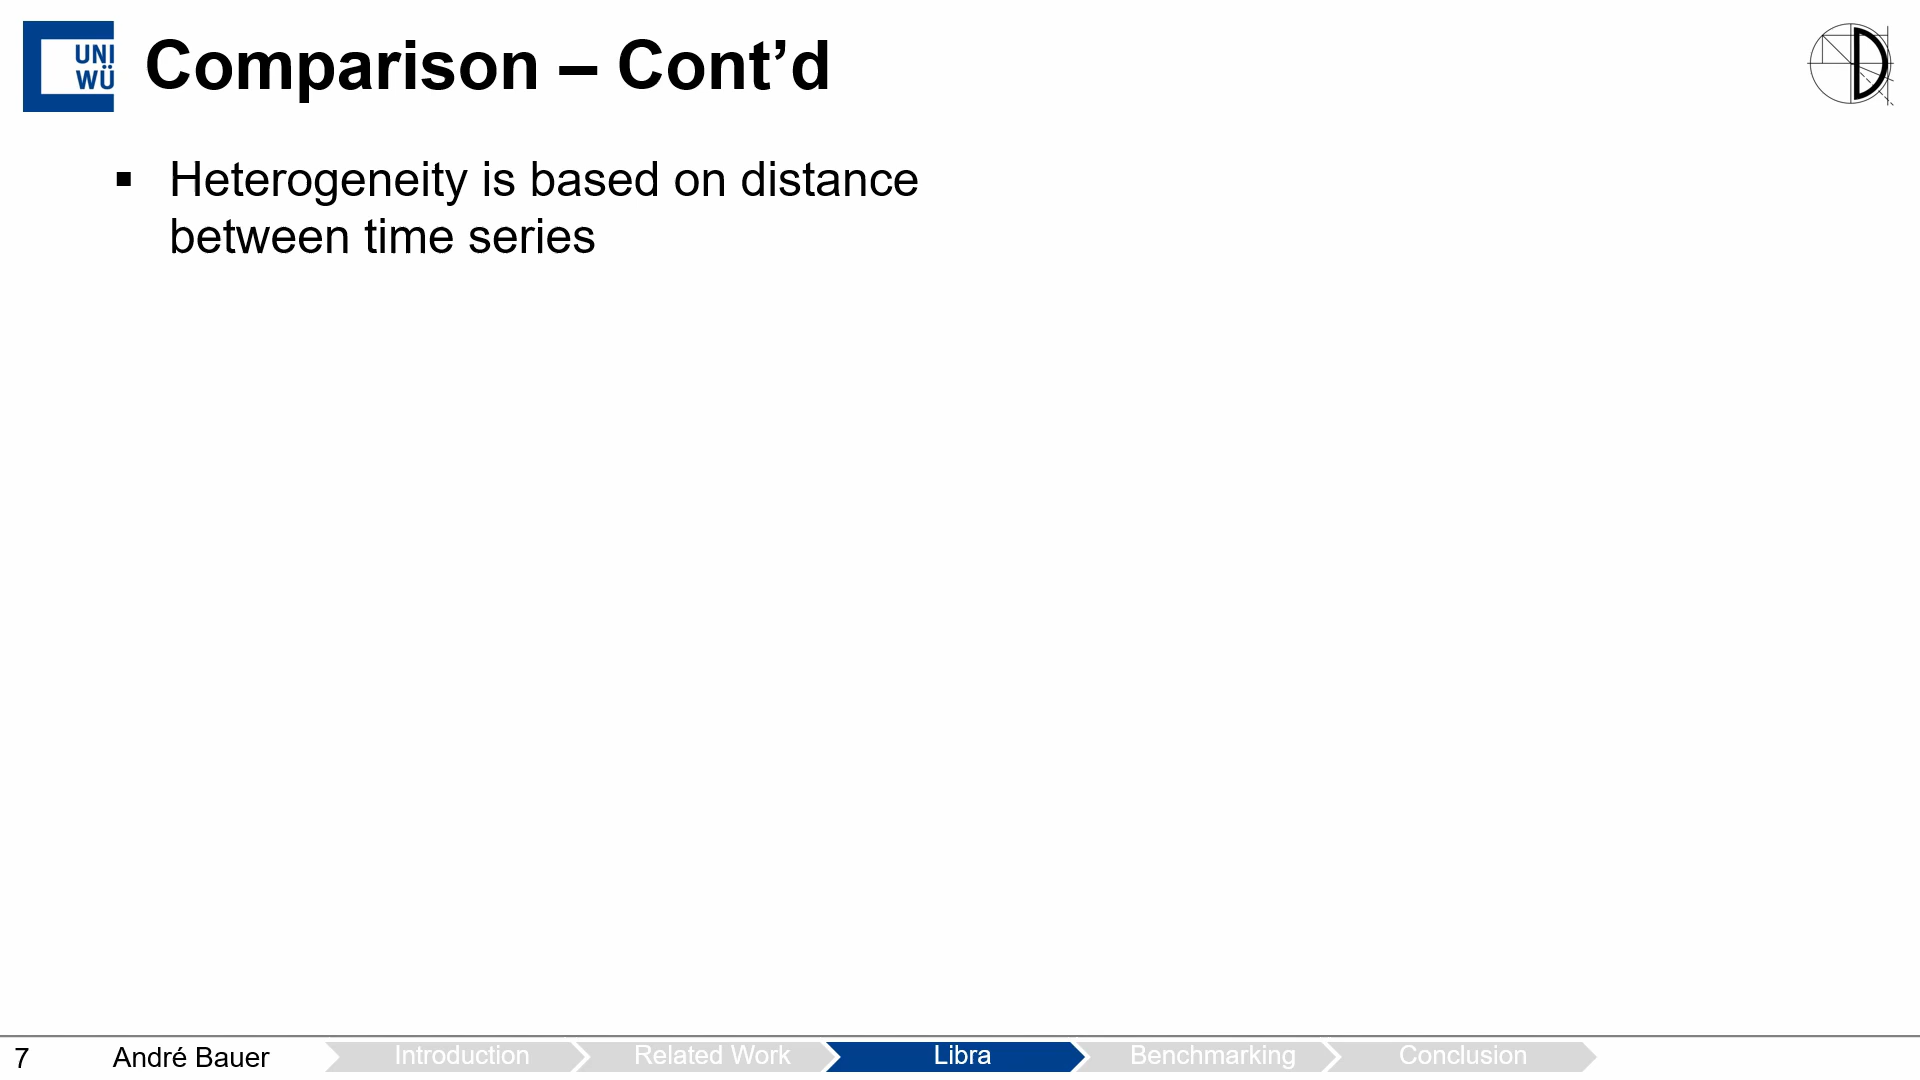 UNI
WÜ
Comparison – Cont’d
▪ Heterogeneity is based on distance
between time series
7 André Bauer Introduction Related Work Libra Benchmarking Conclusion